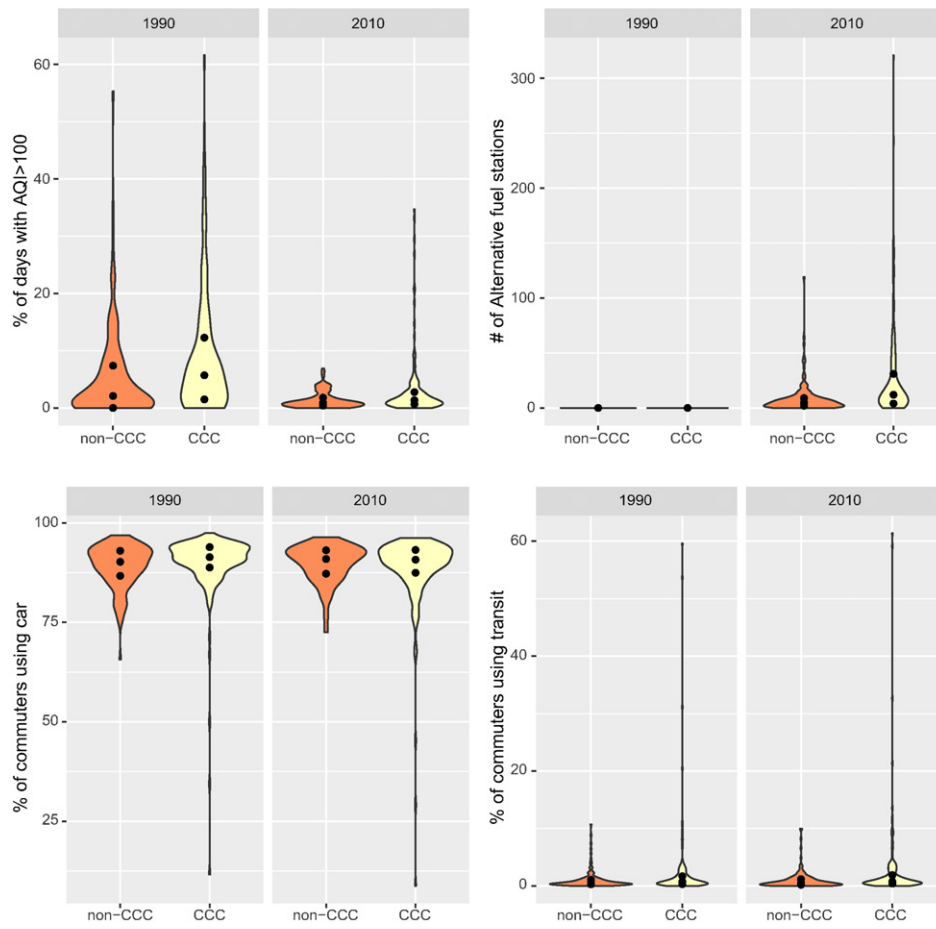 1990 2010
% of days with AQI>100
60
40
20
0
non-CCC CCC non-CCC CCC
1990 2010
# of Alternative fuel stations
300
200
100
0
non-CCC CCC non-CCC CCC
1990 2010
% of commuters using car
100
75
50
25
non-CCC CCC non-CCC CCC
1990 2010
% of commuters using transit
60
40
20
0
non-CCC CCC non-CCC CCC